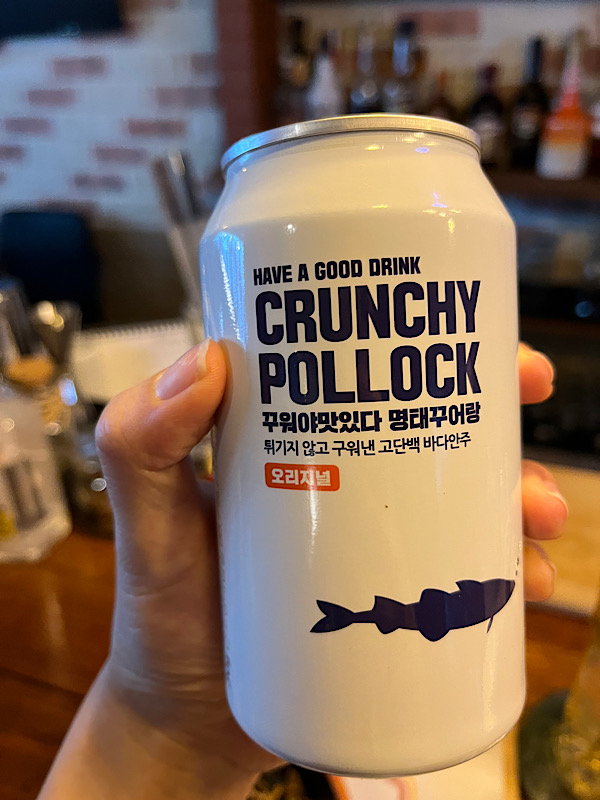 HAVE A GOOD DRINK
CRUNCHY
POLLOCK
꾸워야맛있다 명태꾸어랑
튀기지 않고 구워낸 고단백 바다안주
오리지널